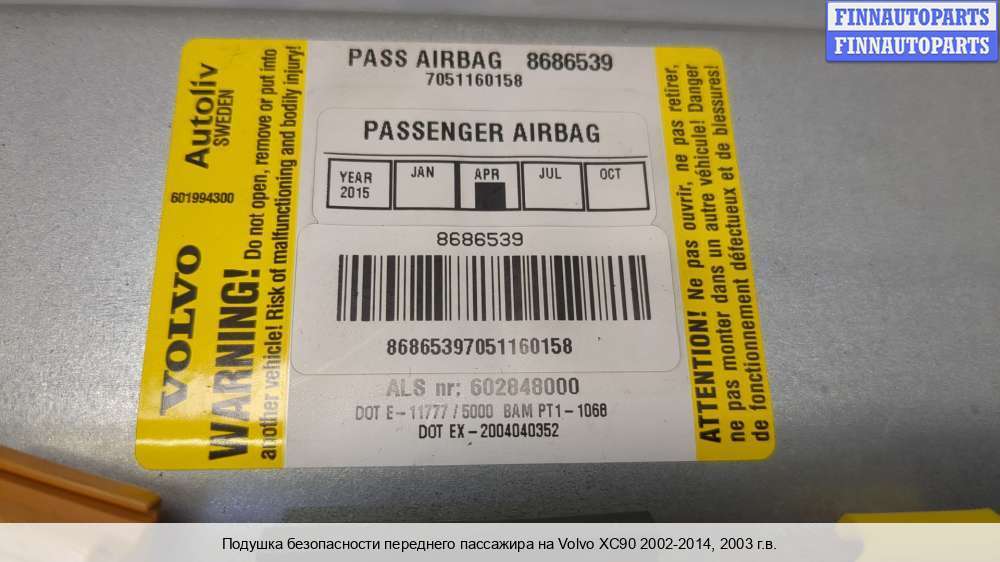 FINNAUTOPARTS
FINNAUTOPARTS
PASS AIRBAG 8686539
7051160158
PASSENGER AIRBAG
YEAR 2015 JAN APR JUL OCT
8686539
86865397051160158
ALS nr: 602848000
DOT E-11777 / 5000 BAM PT1-1068
DOT EX-2004040352
Autoliv
SWEDEN
601994300
VOLVO
WARNING! Do not open, remove or put into
another vehicle! Risk of malfunctioning and bodily injury!
ATTENTION! Ne pas ouvrir, ne pas retirer,
ne pas monter dans un autre véhicule! Danger
de fonctionnement défectueux et de blessures!
Подушка безопасности переднего пассажира на Volvo XC90 2002-2014, 2003 г.в.